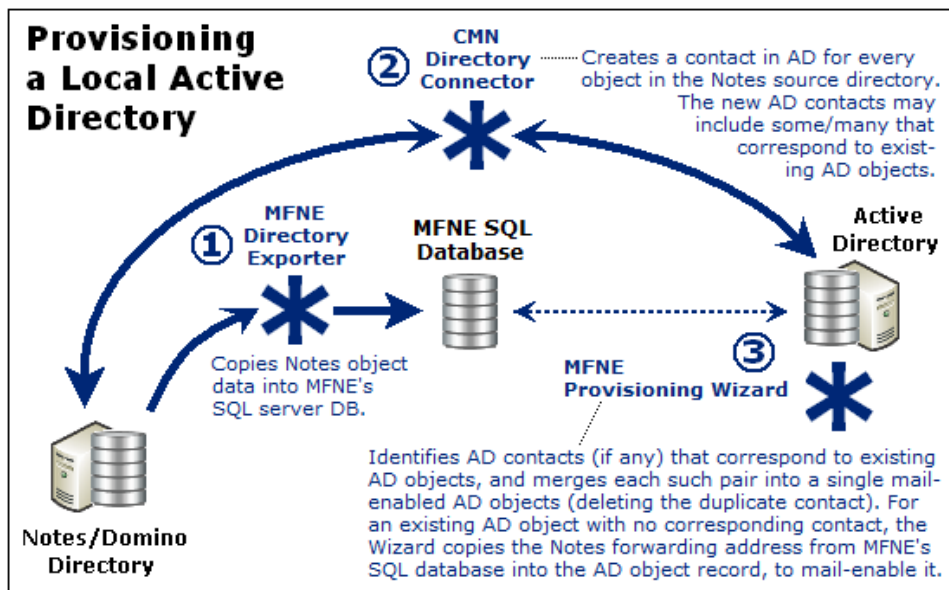 Provisioning
a Local Active
Directory
2
CMN
Directory
Connector
Creates a contact in AD for every
object in the Notes source directory.
The new AD contacts may
include some/many that
correspond to exist-
ing AD objects.
1
MFNE
Directory
Exporter
MFNE SQL
Database
Active
Directory
Copies Notes object
data into MFNE's
SQL server DB.
3
MFNE
Provisioning Wizard
Notes/Domino
Directory
Identifies AD contacts (if any) that correspond to existing
AD objects, and merges each such pair into a single mail-
enabled AD objects (deleting the duplicate contact). For
an existing AD object with no corresponding contact, the
Wizard copies the Notes forwarding address from MFNE's
SQL database into the AD object record, to mail-enable it.